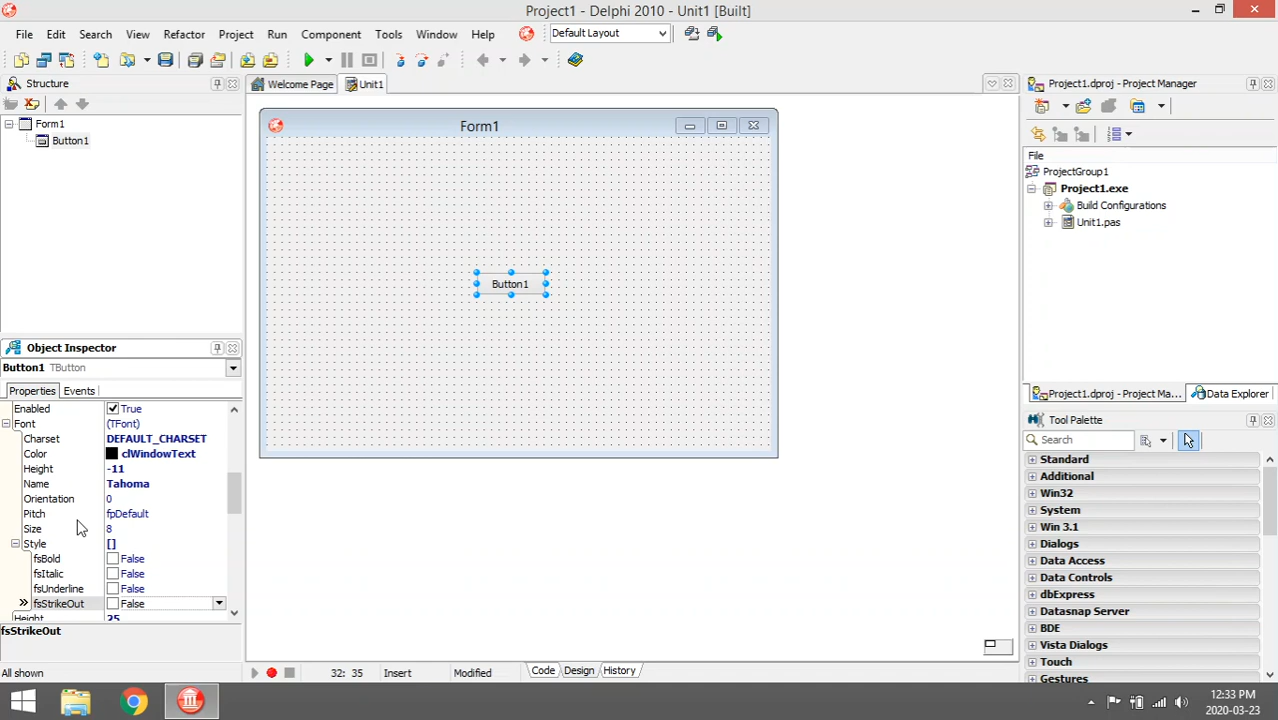 Project1 - Delphi 2010 - Unit1 [Built]
File Edit Search View Refactor Project Run Component Tools Window Help Default Layout
Structure
Form1
Button1
Welcome Page Unit1
Form1
Button1
Object Inspector
Button1 TButton
Properties Events
Enabled True
Font (TFont)
Charset DEFAULT_CHARSET
Color clWindowText
Height -11
Name Tahoma
Orientation 0
Pitch fpDefault
Size 8
Style []
fsBold False
fsItalic False
fsUnderline False
fsStrikeOut False
Height 25
fsStrikeOut
All shown
32: 35 Insert Modified Code Design History
Project1.dproj - Project Manager
File
ProjectGroup1
Project1.exe
Build Configurations
Unit1.pas
Project1.dproj - Project Ma... Data Explorer
Tool Palette
Search
Standard
Additional
Win32
System
Win 3.1
Dialogs
Data Access
Data Controls
dbExpress
Datasnap Server
BDE
Vista Dialogs
Touch
Gestures
12:33 PM
2020-03-23